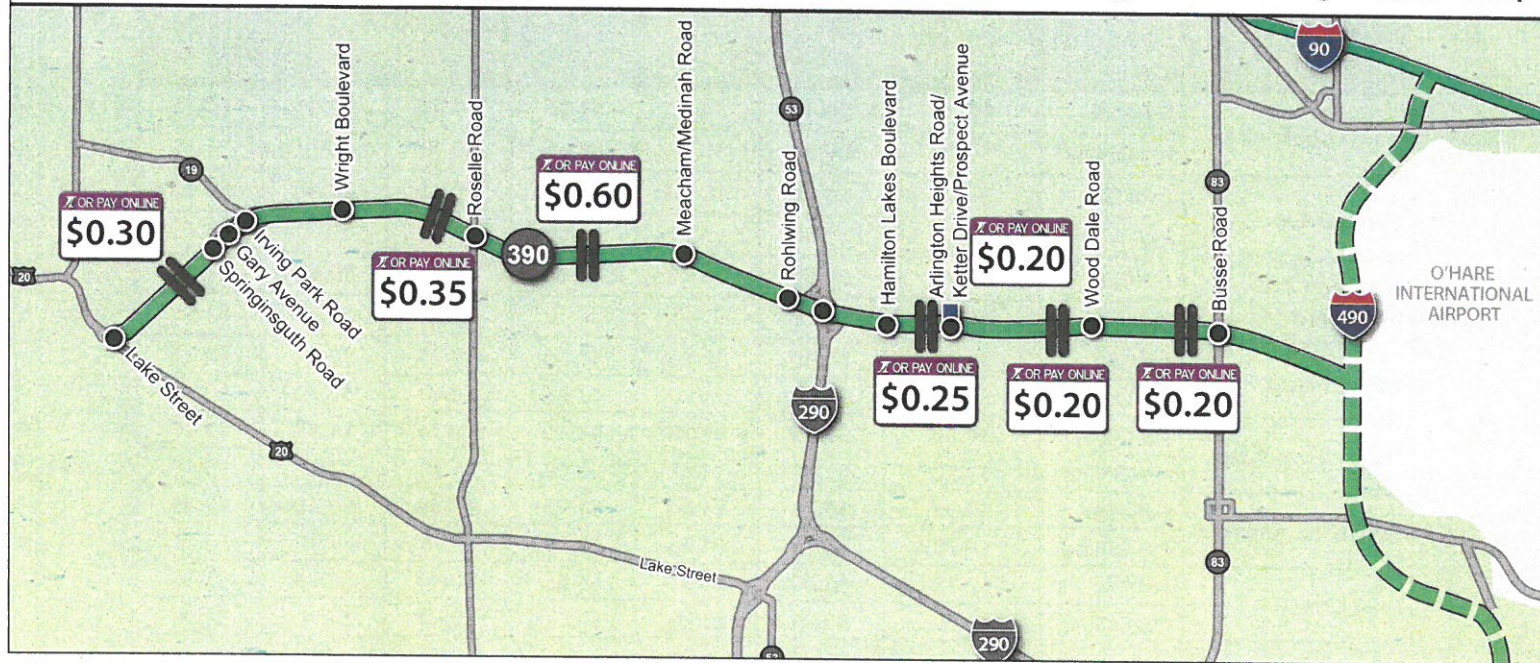 90
53
19
83
Wright Boulevard
Roselle Road
Meacham/Medinah Road
Rohlwing Road
Hamilton Lakes Boulevard
Arlington Heights Road/
Ketter Drive/Prospect Avenue
Wood Dale Road
Busse Road
OR PAY ONLINE
$0.30
OR PAY ONLINE
$0.60
OR PAY ONLINE
$0.35
OR PAY ONLINE
$0.20
390
20
Irving Park Road
Gary Avenue
Springinsguth Road
Lake Street
O'HARE
INTERNATIONAL
AIRPORT
490
OR PAY ONLINE
$0.25
OR PAY ONLINE
$0.20
OR PAY ONLINE
$0.20
290
20
Lake Street
83
290